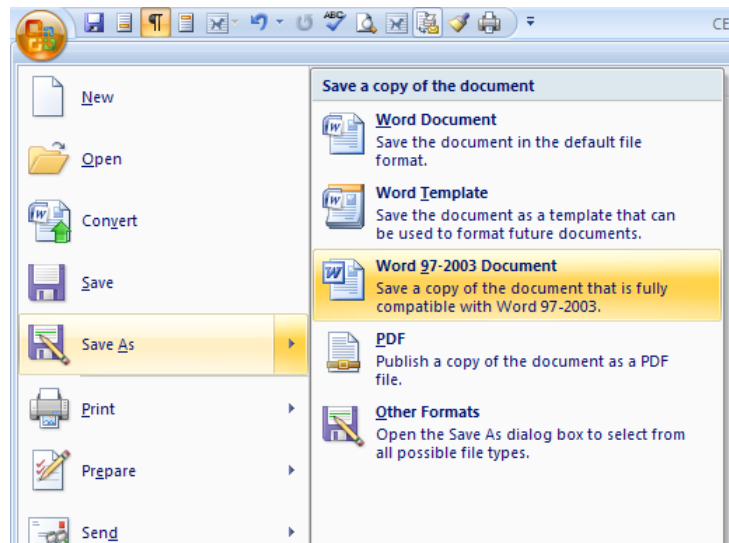 ABC
CE
New
Open
Convert
Save
Save As
Print
Prepare
Send
Save a copy of the document
Word Document
Save the document in the default file
format.
Word Template
Save the document as a template that can
be used to format future documents.
Word 97-2003 Document
Save a copy of the document that is fully
compatible with Word 97-2003.
PDF
Publish a copy of the document as a PDF
file.
Other Formats
Open the Save As dialog box to select from
all possible file types.